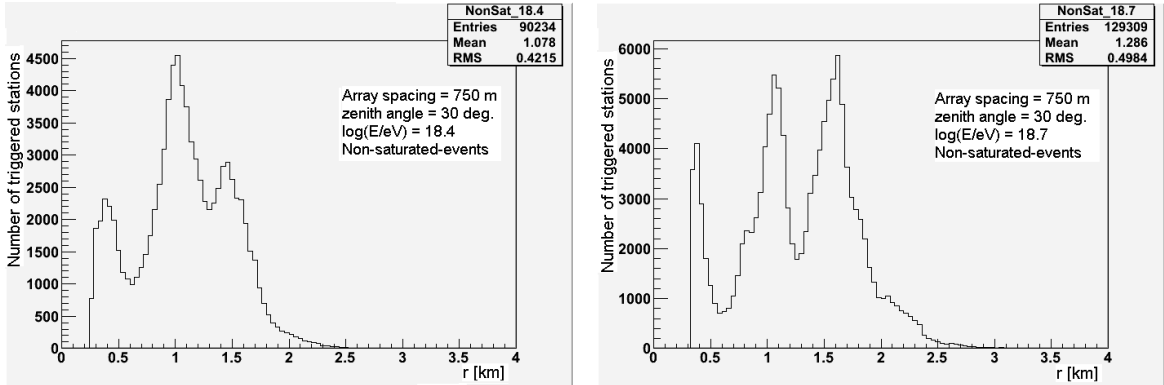 NonSat_18.4
Entries 90234
Mean 1.078
RMS 0.4215
Number of triggered stations
4500
4000
3500
3000
2500
2000
1500
1000
500
0
Array spacing = 750 m
zenith angle = 30 deg.
log(E/eV) = 18.4
Non-saturated-events
0 0.5 1 1.5 2 2.5 3 3.5 4
r [km]
NonSat_18.7
Entries 129309
Mean 1.286
RMS 0.4984
Number of triggered stations
6000
5000
4000
3000
2000
1000
0
Array spacing = 750 m
zenith angle = 30 deg.
log(E/eV) = 18.7
Non-saturated-events
0 0.5 1 1.5 2 2.5 3 3.5 4
r [km]